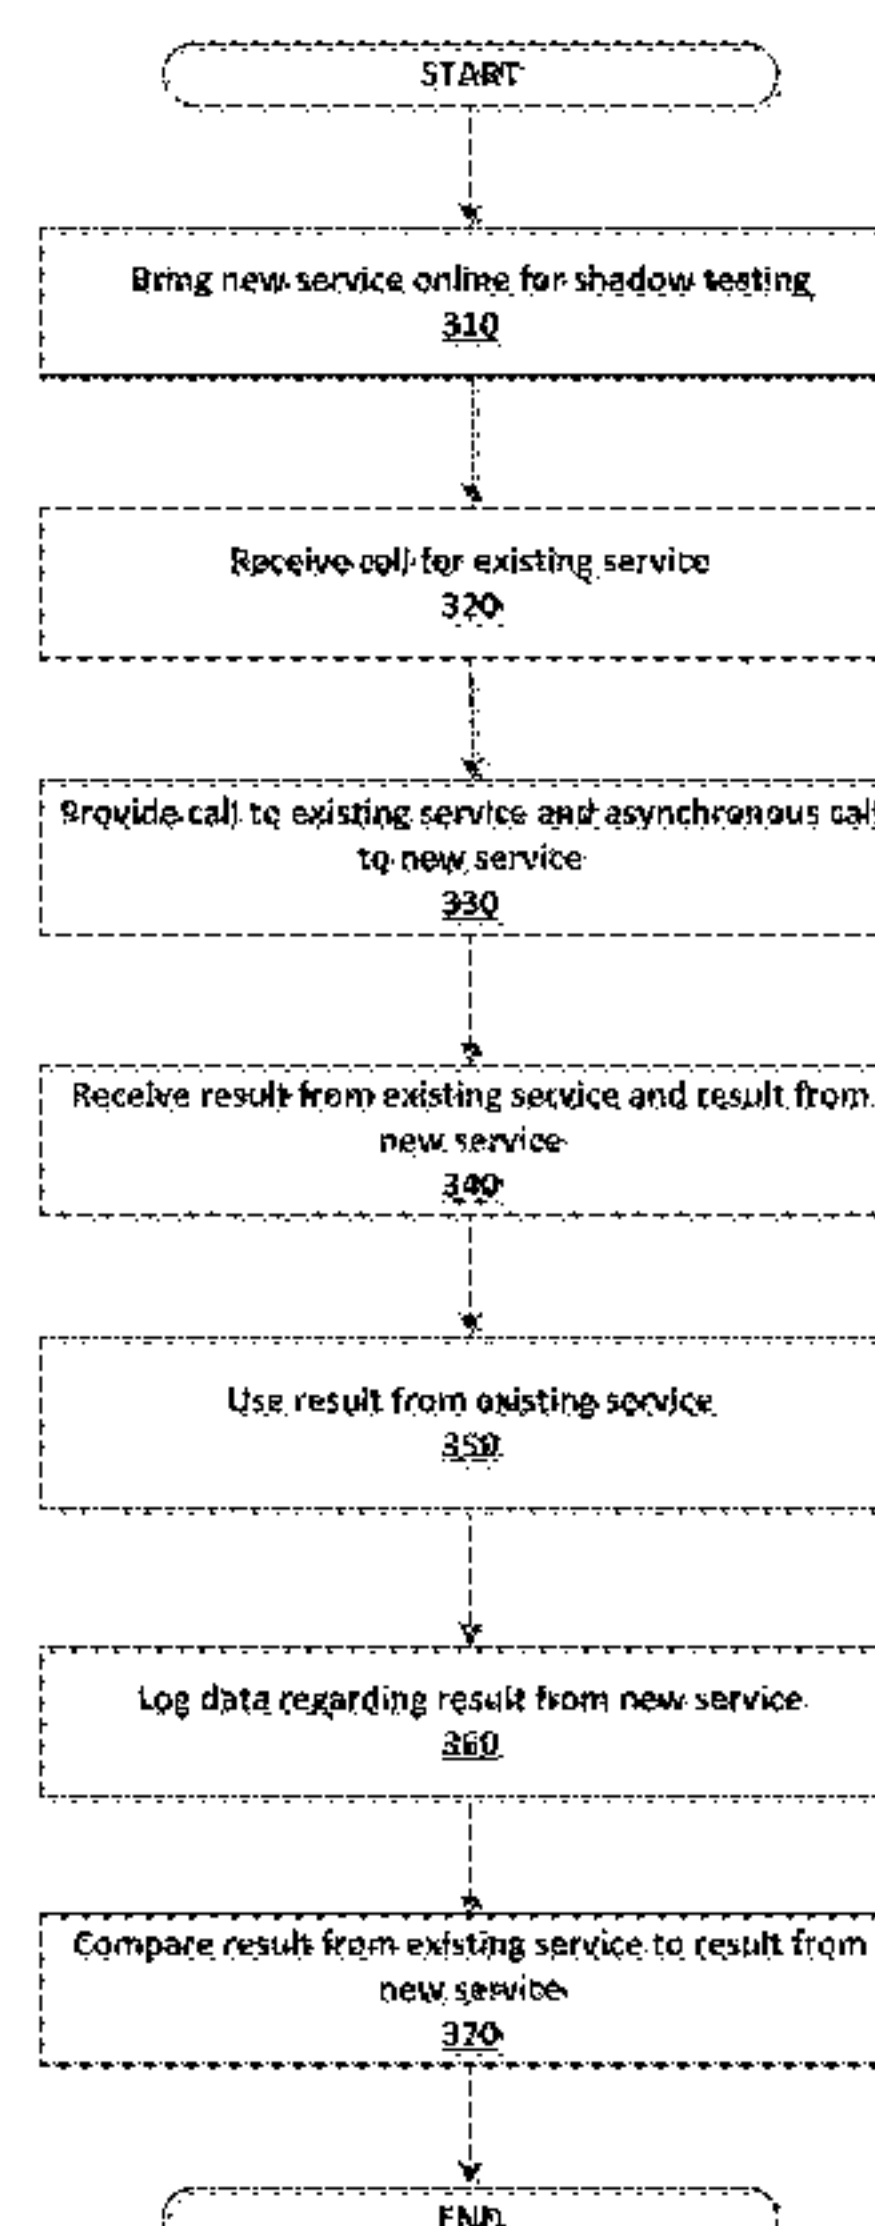 START
Bring new service online for shadow testing
310
Receive call for existing service
320
Provide call to existing service and asynchronous call
to new service
330
Receive result from existing service and result from
new service
340
Use result from existing service
350
Log data regarding result from new service
360
Compare result from existing service to result from
new service
370
END